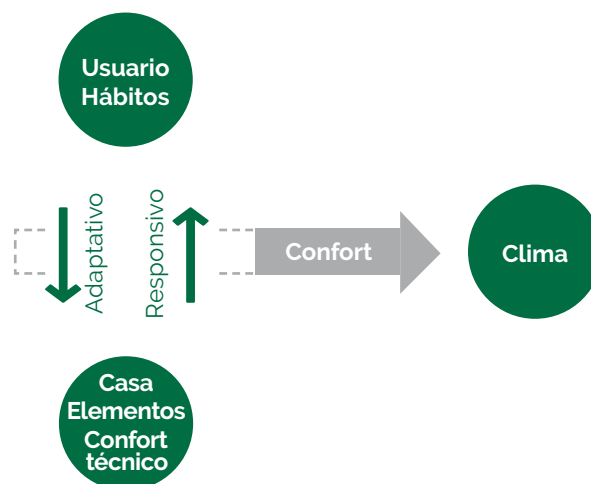 Usuario
Hábitos
Adaptativo
Responsivo
Confort
Clima
Casa
Elementos
Confort
técnico